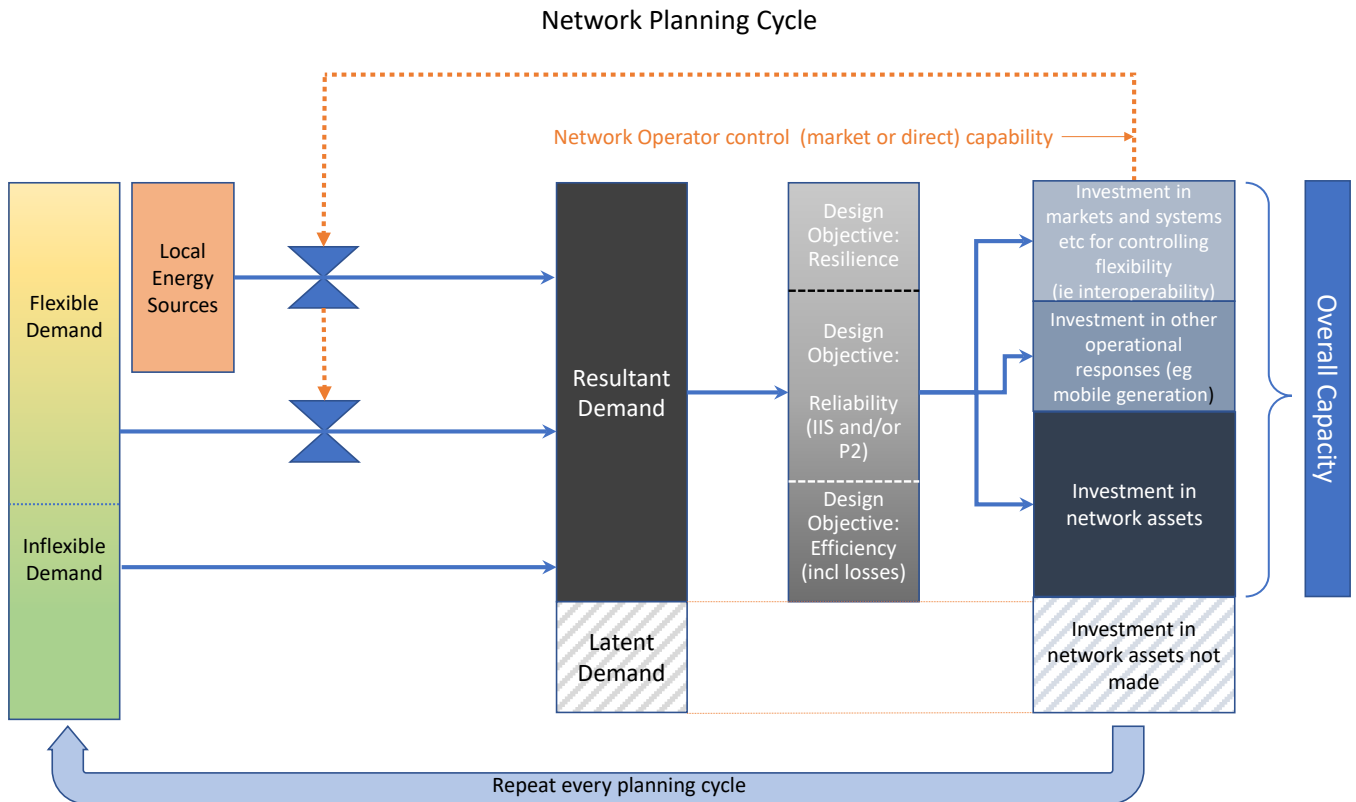 Network Planning Cycle
Network Operator control  (market or direct) capability
Flexible
Demand
Inflexible
Demand
Local
Energy
Sources
Resultant
Demand
Latent
Demand
Design
Objective:
Resilience
Design
Objective:
Reliability
(IIS and/or
P2)
Design
Objective:
Efficiency
(incl losses)
Investment in
markets and systems
etc for controlling
flexibility
(ie interoperability)
Investment in other
operational
responses (eg
mobile generation)
Investment in
network assets
Investment in
network assets not
made
Overall Capacity
Repeat every planning cycle